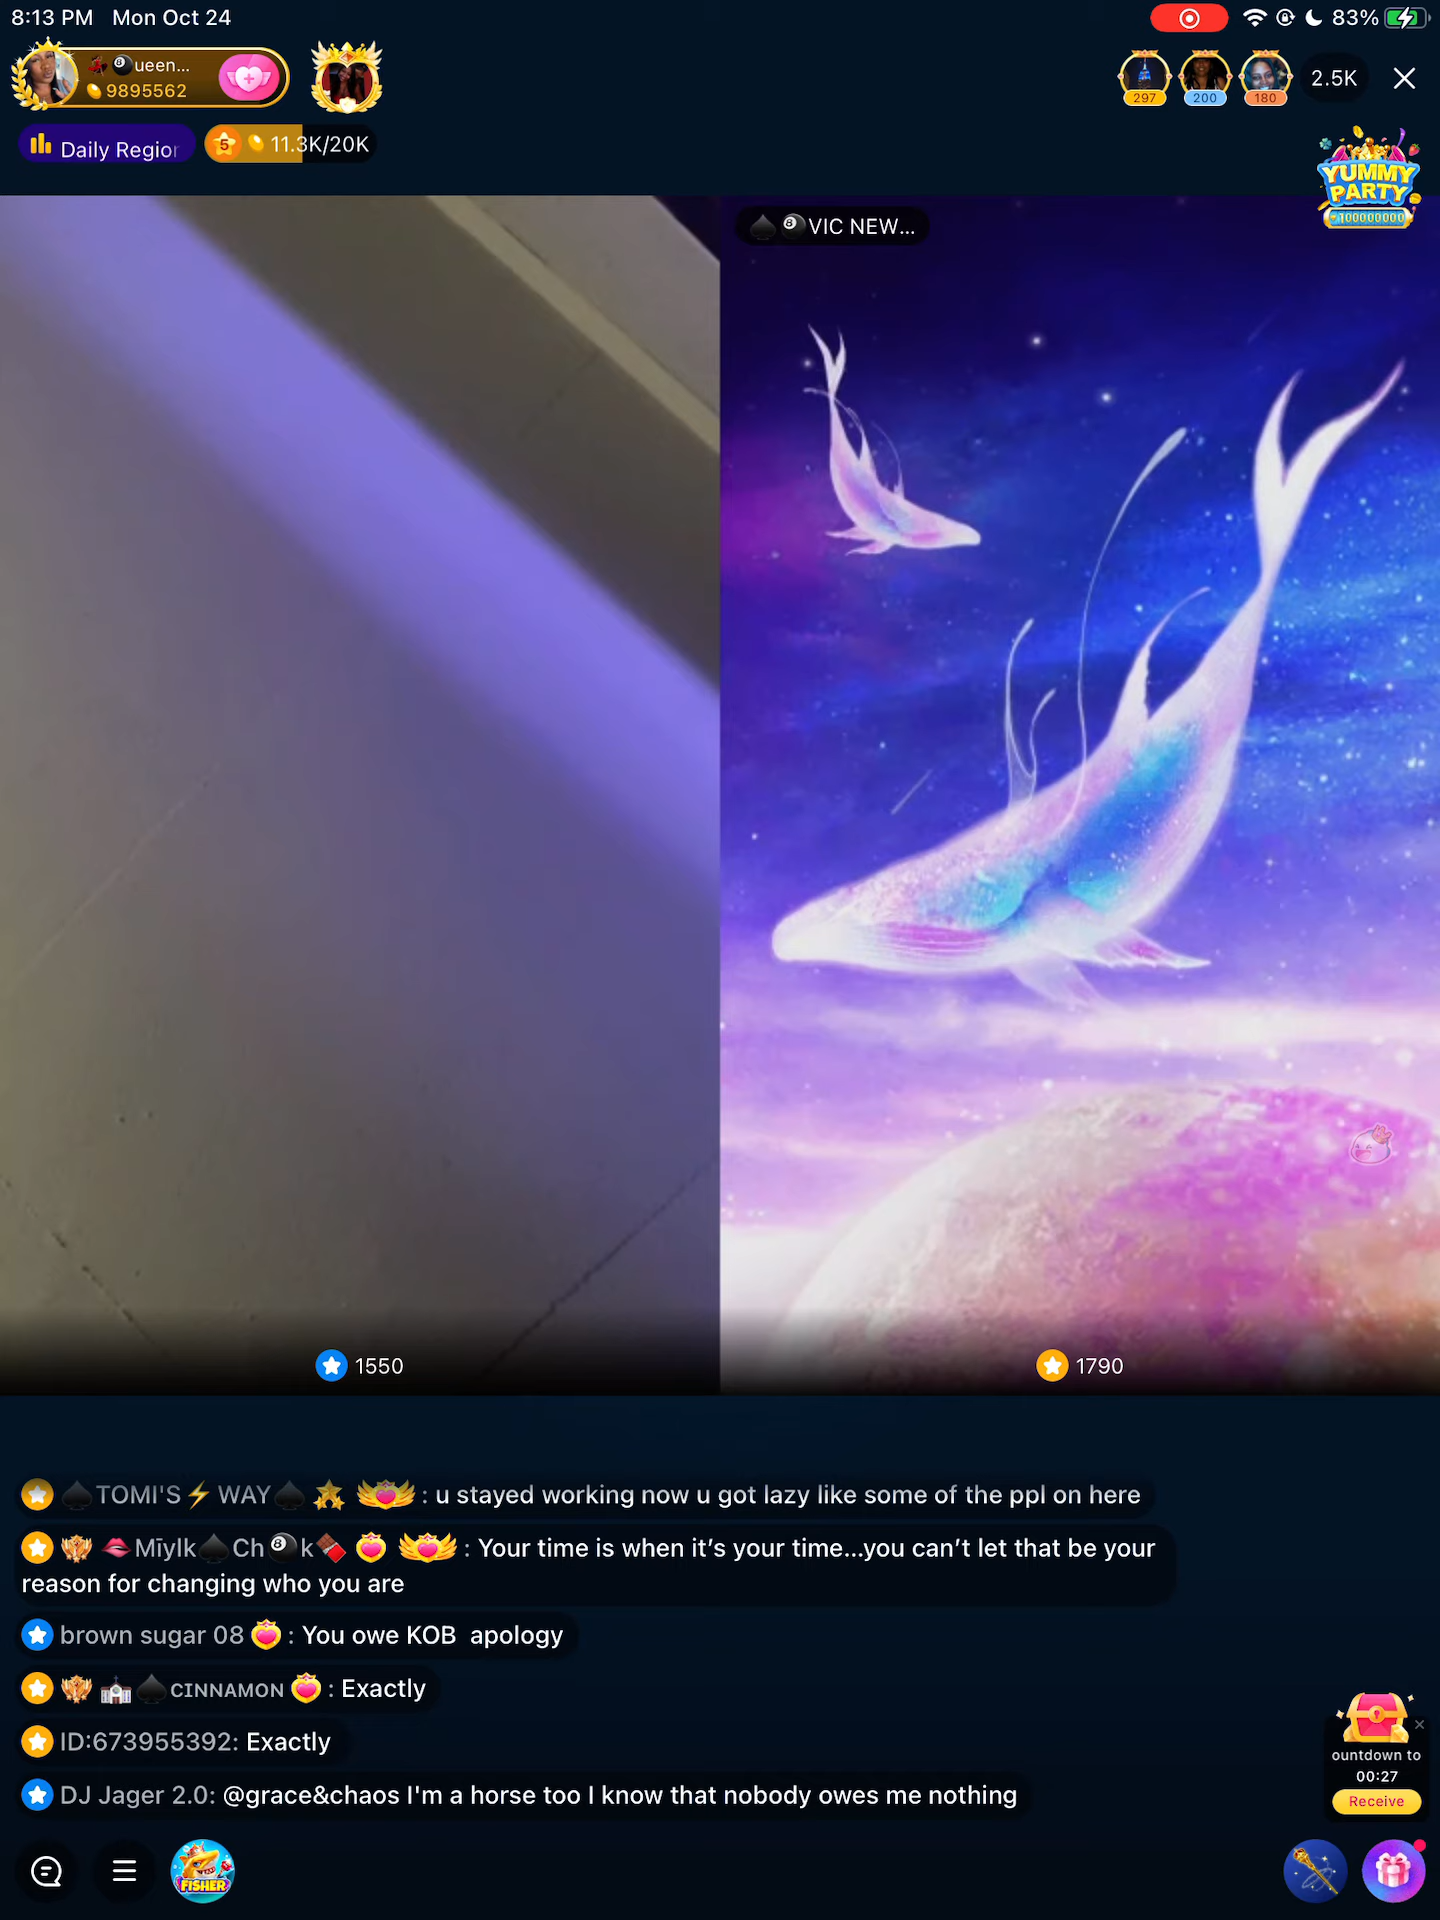 8:13 PM Mon Oct 24
83%
ueen...
9895562
297
200
180
2.5K
Daily Region
5
11.3K/20K
YUMMY
PARTY
100000000
VIC NEW...
1550
1790
TOMI'S⚡WAY : u stayed working now u got lazy like some of the ppl on here
👄Mīylk♠Ch🎱k🍫 : Your time is when it’s your time...you can’t let that be your
reason for changing who you are
brown sugar 08 : You owe KOB apology
♠CINNAMON : Exactly
ID:673955392: Exactly
DJ Jager 2.0: @grace&chaos I'm a horse too I know that nobody owes me nothing
ountdown to
00:27
Receive
FISHER